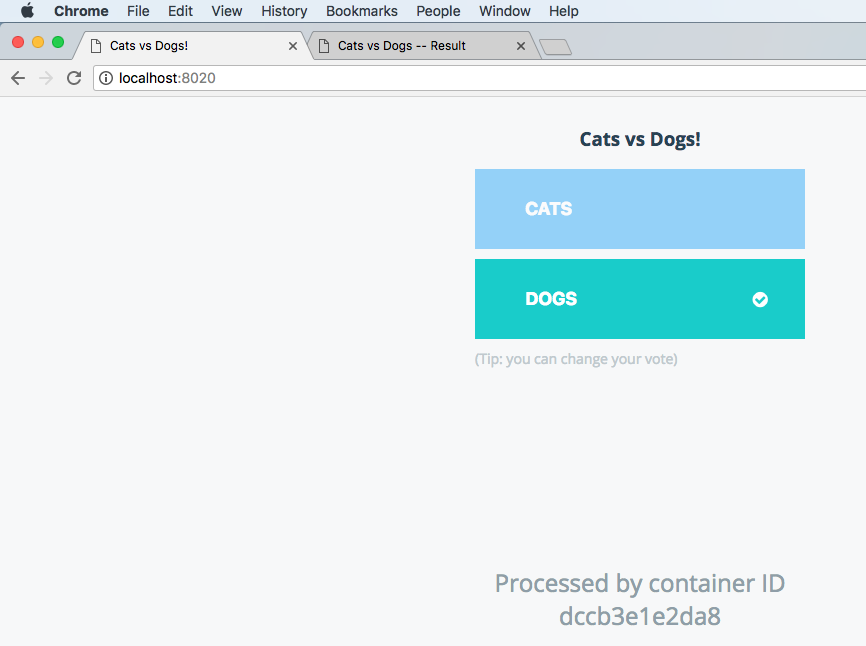 Chrome File Edit View History Bookmarks People Window Help
Cats vs Dogs! Cats vs Dogs -- Result
localhost:8020
Cats vs Dogs!
CATS
DOGS
(Tip: you can change your vote)
Processed by container ID
dccb3e1e2da8